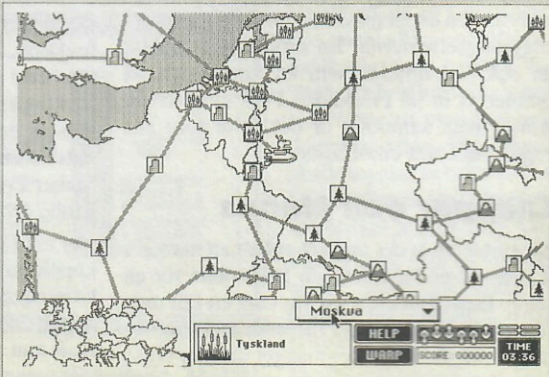 Moskva
Tyskland
HELP
WARP
SCORE 000000
TIME
03:36